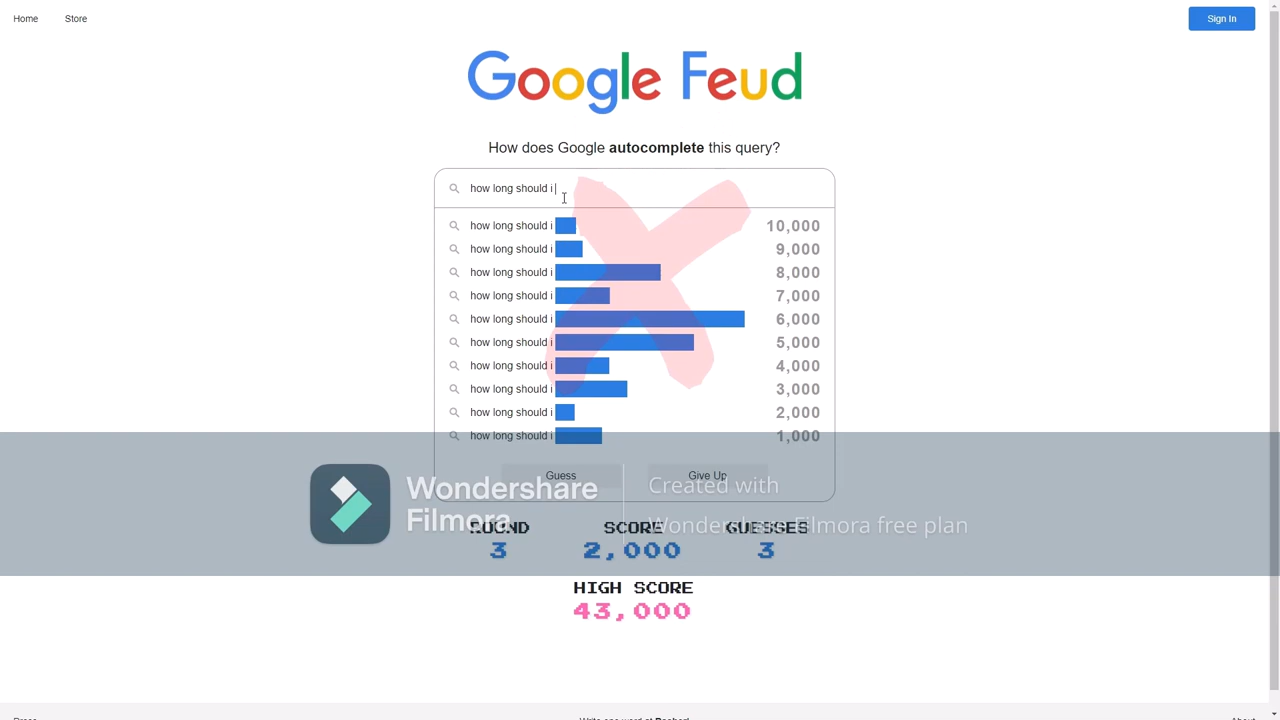 Home Store Sign In
Google Feud
How does Google autocomplete this query?
how long should i
how long should i 10,000
how long should i 9,000
how long should i 8,000
how long should i 7,000
how long should i 6,000
how long should i 5,000
how long should i 4,000
how long should i 3,000
how long should i 2,000
how long should i 1,000
Guess Give Up
Wondershare
Filmora
Created with
Wondershare Filmora free plan
ROUND SCORE GUESSES
3 2,000 3
HIGH SCORE
43,000